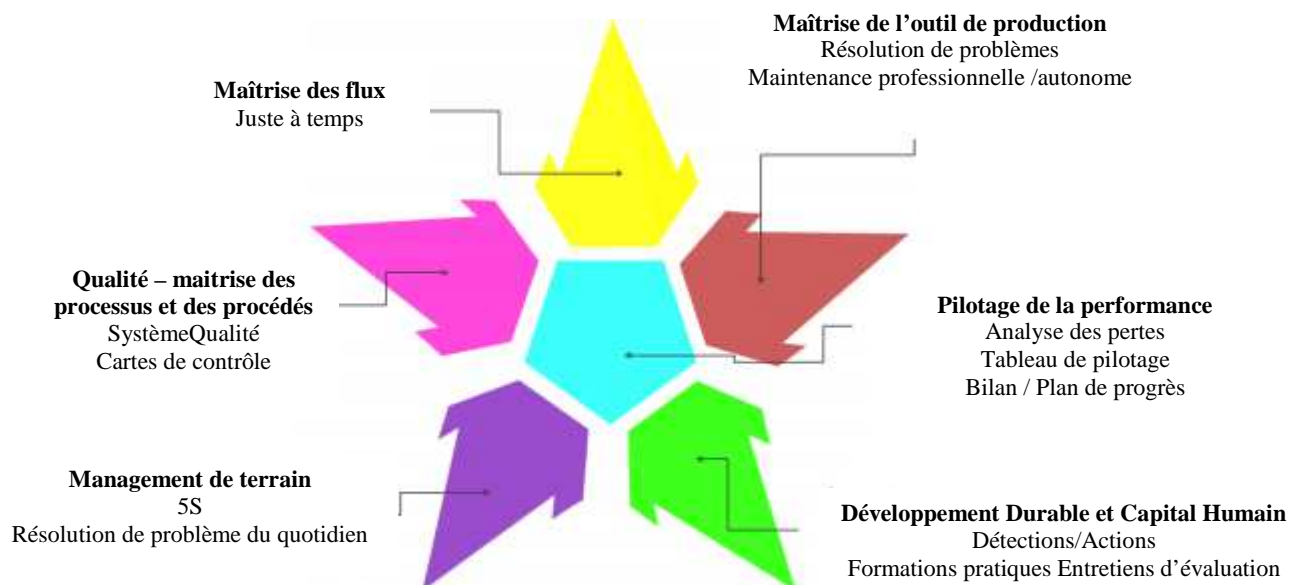 Maîtrise de l’outil de production
Résolution de problèmes
Maintenance professionnelle /autonome
Maîtrise des flux
Juste à temps
Qualité – maitrise des
processus et des procédés
SystèmeQualité
Cartes de contrôle
Pilotage de la performance
Analyse des pertes
Tableau de pilotage
Bilan / Plan de progrès
Management de terrain
5S
Résolution de problème du quotidien
Développement Durable et Capital Humain
Détections/Actions
Formations pratiques Entretiens d’évaluation